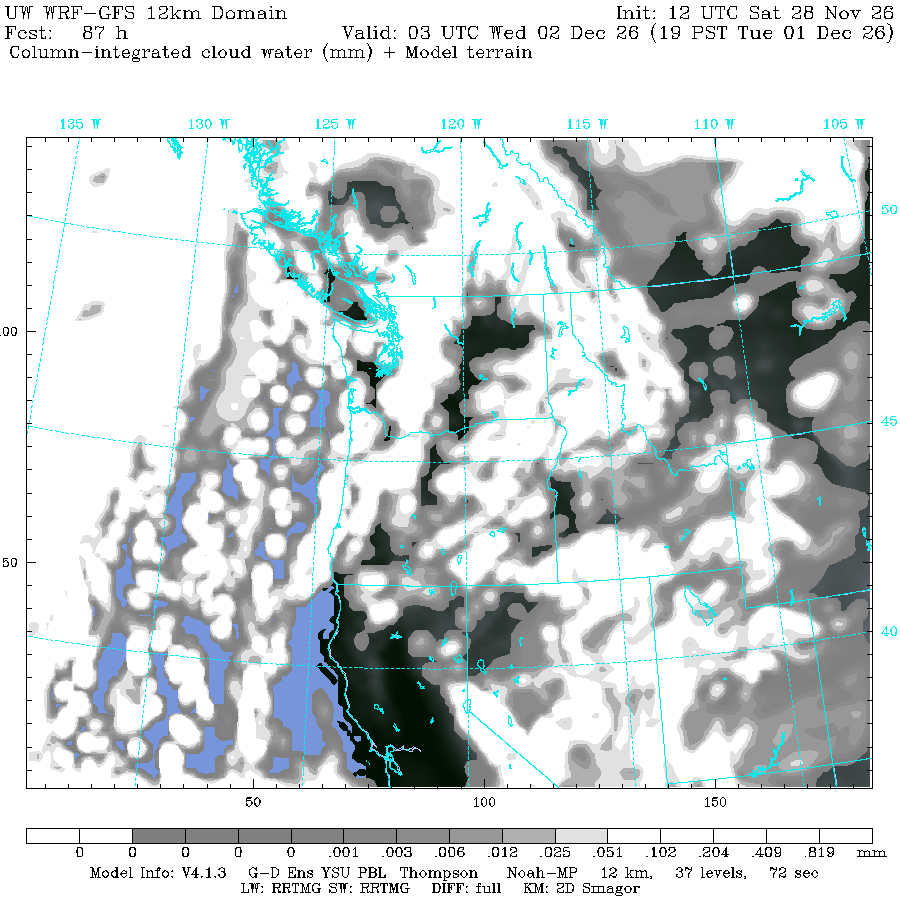 UW WRF-GFS 12km Domain Init: 12 UTC Sat 28 Nov 26
Fcst: 87 h Valid: 03 UTC Wed 02 Dec 26 (19 PST Tue 01 Dec 26)
Column-integrated cloud water (mm) + Model terrain
135 W 130 W 125 W 120 W 115 W 110 W 105 W
50
00
45
50
40
50 100 150
0 0 0 0 .001 .003 .006 .012 .025 .051 .102 .204 .409 .819 mm
Model Info: V4.1.3 G-D Ens YSU PBL Thompson Noah-MP 12 km, 37 levels, 72 sec
LW: RRTMG SW: RRTMG DIFF: full KM: 2D Smagor